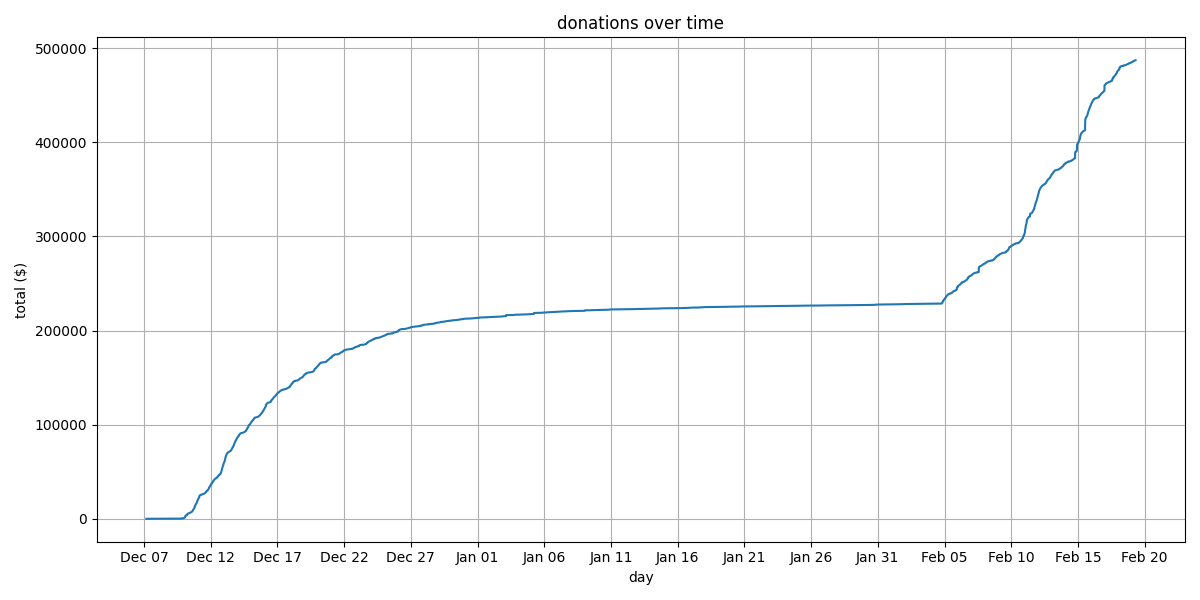 donations over time
500000
400000
300000
200000
100000
0
total ($)
Dec 07 Dec 12 Dec 17 Dec 22 Dec 27 Jan 01 Jan 06 Jan 11 Jan 16 Jan 21 Jan 26 Jan 31 Feb 05 Feb 10 Feb 15 Feb 20
day